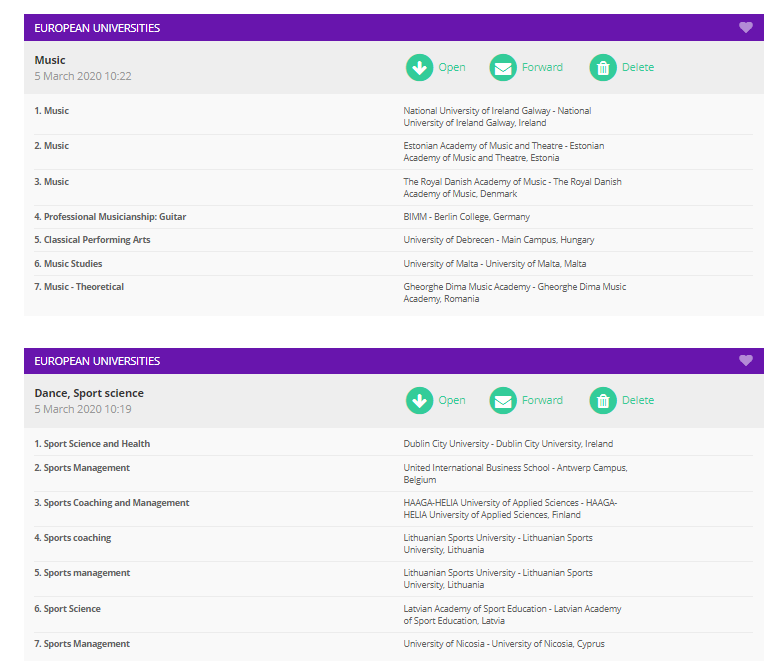 EUROPEAN UNIVERSITIES
Music
5 March 2020 10:22
Open
Forward
Delete
1. Music
National University of Ireland Galway - National
University of Ireland Galway, Ireland
2. Music
Estonian Academy of Music and Theatre - Estonian
Academy of Music and Theatre, Estonia
3. Music
The Royal Danish Academy of Music - The Royal Danish
Academy of Music, Denmark
4. Professional Musicianship: Guitar
BIMM - Berlin College, Germany
5. Classical Performing Arts
University of Debrecen - Main Campus, Hungary
6. Music Studies
University of Malta - University of Malta, Malta
7. Music - Theoretical
Gheorghe Dima Music Academy - Gheorghe Dima Music
Academy, Romania
EUROPEAN UNIVERSITIES
Dance, Sport science
5 March 2020 10:19
Open
Forward
Delete
1. Sport Science and Health
Dublin City University - Dublin City University, Ireland
2. Sports Management
United International Business School - Antwerp Campus,
Belgium
3. Sports Coaching and Management
HAAGA-HELIA University of Applied Sciences - HAAGA-
HELIA University of Applied Sciences, Finland
4. Sports coaching
Lithuanian Sports University - Lithuanian Sports
University, Lithuania
5. Sports management
Lithuanian Sports University - Lithuanian Sports
University, Lithuania
6. Sport Science
Latvian Academy of Sport Education - Latvian Academy
of Sport Education, Latvia
7. Sports Management
University of Nicosia - University of Nicosia, Cyprus